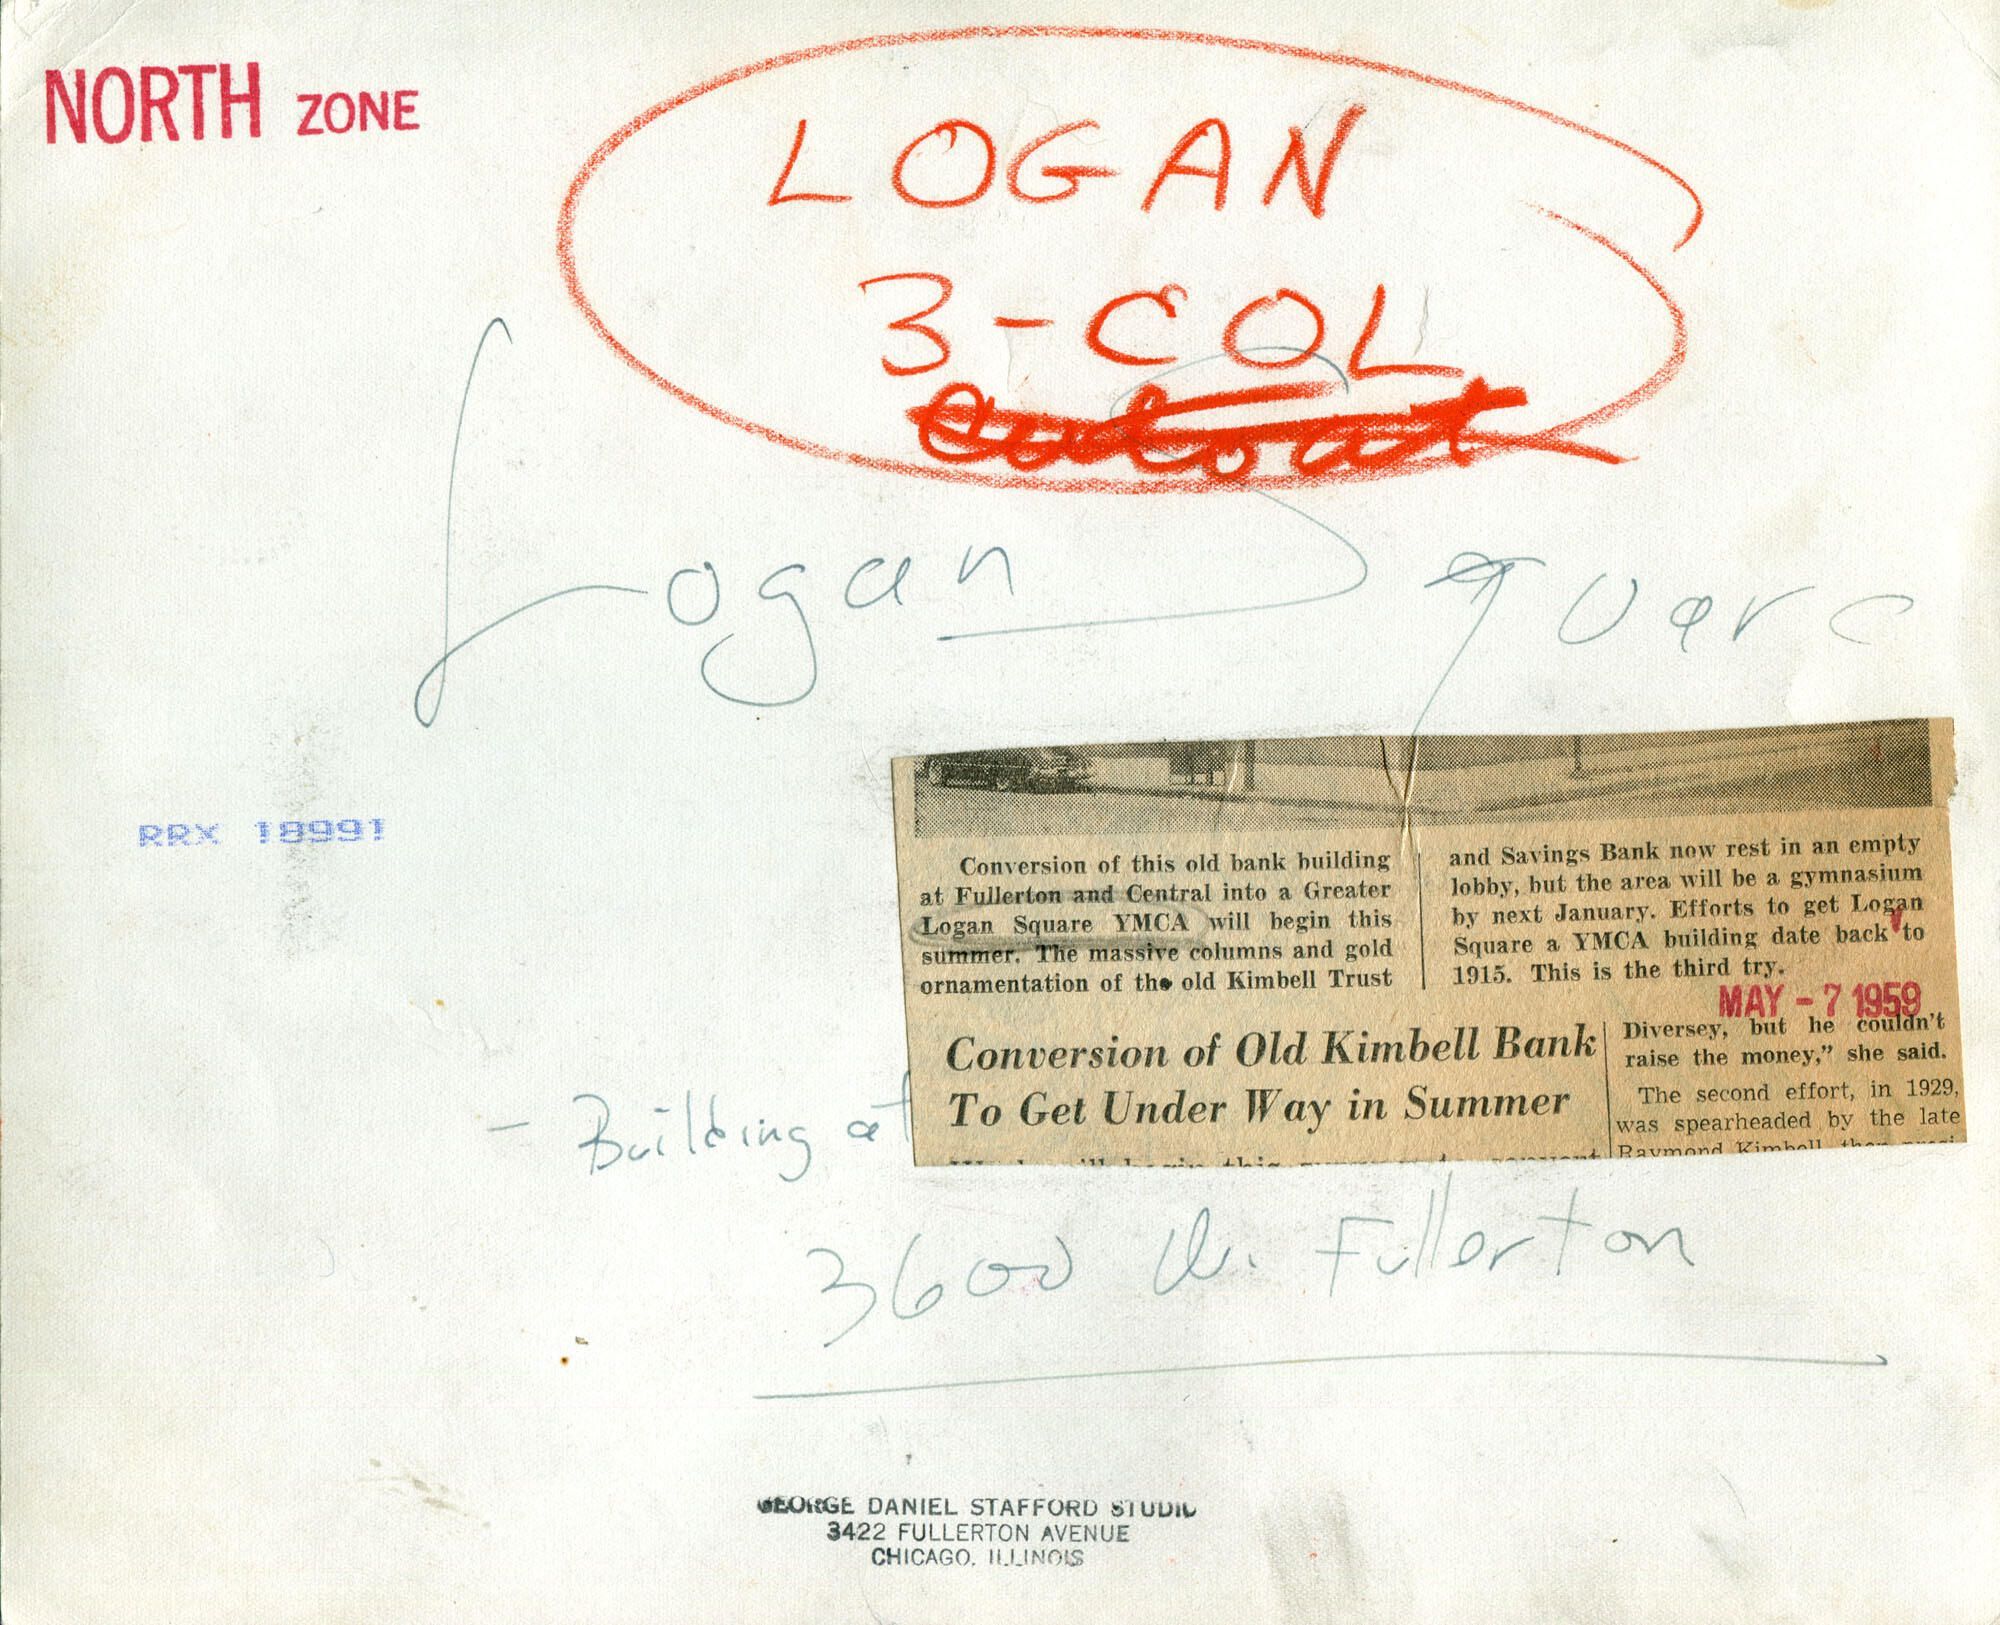 NORTH ZONE
LOGAN
3-COL
Logan Square
RRX 18991
Conversion of this old bank building
at Fullerton and Central into a Greater
Logan Square YMCA will begin this
summer. The massive columns and gold
ornamentation of the old Kimbell Trust
and Savings Bank now rest in an empty
lobby, but the area will be a gymnasium
by next January. Efforts to get Logan
Square a YMCA building date back to
1915. This is the third try.
MAY - 7 1959
Conversion of Old Kimbell Bank
To Get Under Way in Summer
Diversey, but he couldn't
raise the money," she said.
The second effort, in 1929,
was spearheaded by the late
Raymond Kimbell, then presi-
- Building at
3600 W. Fullerton
GEORGE DANIEL STAFFORD STUDIO
3422 FULLERTON AVENUE
CHICAGO, ILLINOIS